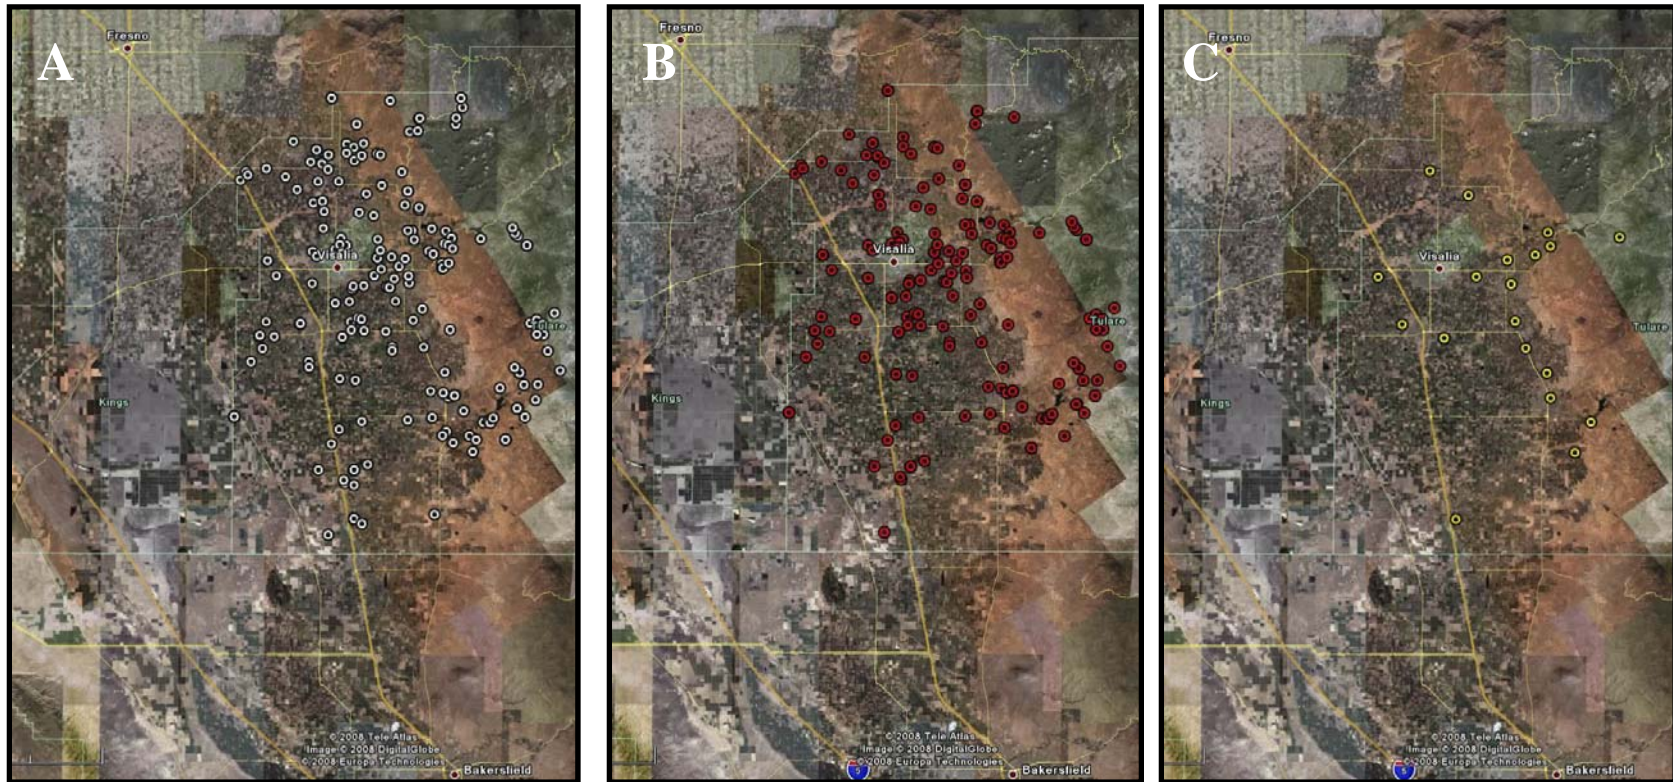 Fresno
A
Visalia
Tulare
Kings
© 2008 Tele Atlas
Image © 2008 DigitalGlobe
© 2008 Europa Technologies
Bakersfield
Fresno
B
Visalia
Tulare
Kings
© 2008 Tele Atlas
Image © 2008 DigitalGlobe
© 2008 Europa Technologies
5
Bakersfield
Fresno
C
Visalia
Tulare
Kings
© 2008 Tele Atlas
Image © 2008 DigitalGlobe
© 2008 Europa Technologies
5
Bakersfield